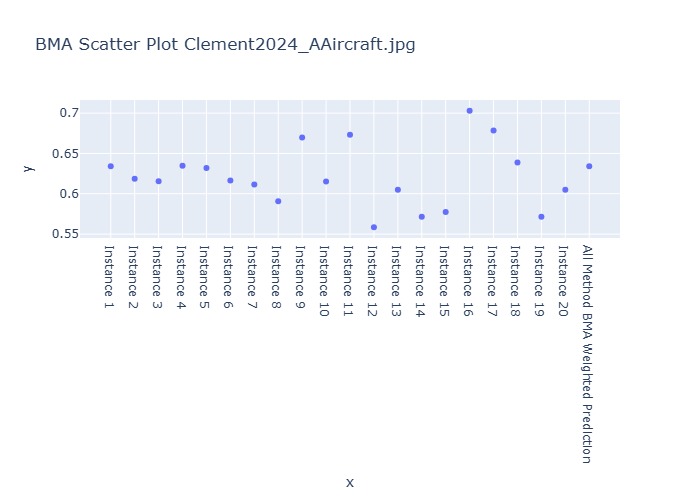 BMA Scatter Plot Clement2024_AAircraft.jpg
0.7
0.65
0.6
0.55
y
Instance 1
Instance 2
Instance 3
Instance 4
Instance 5
Instance 6
Instance 7
Instance 8
Instance 9
Instance 10
Instance 11
Instance 12
Instance 13
Instance 14
Instance 15
Instance 16
Instance 17
Instance 18
Instance 19
Instance 20
All Method BMA Weighted Prediction
x